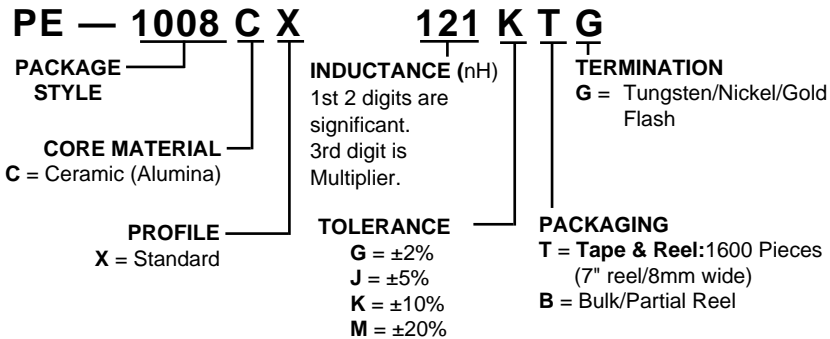 PE — 1008 C X 121 K T G
PACKAGE
STYLE
CORE MATERIAL
C = Ceramic (Alumina)
PROFILE
X = Standard
INDUCTANCE (nH)
1st 2 digits are
significant.
3rd digit is
Multiplier.
TOLERANCE
G = ±2%
J = ±5%
K = ±10%
M = ±20%
TERMINATION
G = Tungsten/Nickel/Gold
Flash
PACKAGING
T = Tape & Reel:1600 Pieces
(7" reel/8mm wide)
B = Bulk/Partial Reel